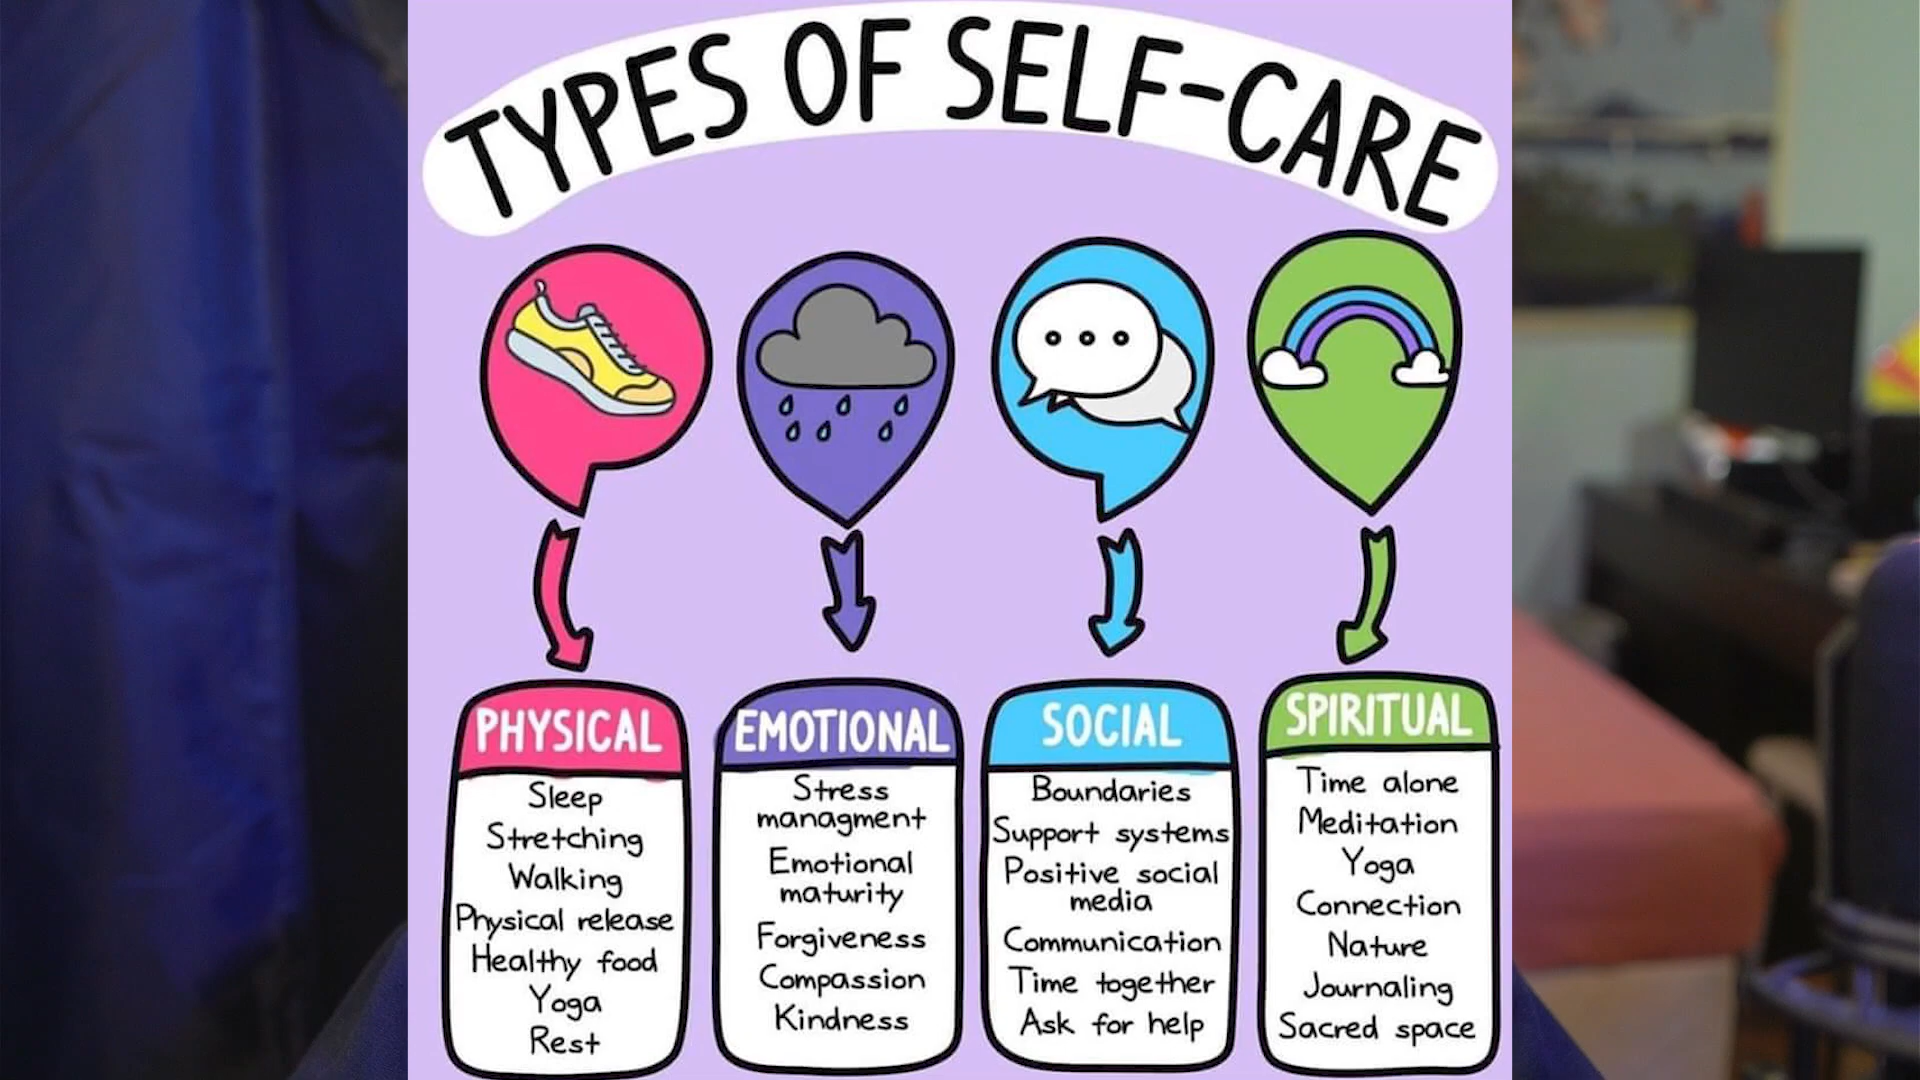 TYPES OF SELF-CARE
PHYSICAL
Sleep
Stretching
Walking
Physical release
Healthy food
Yoga
Rest
EMOTIONAL
Stress
managment
Emotional
maturity
Forgiveness
Compassion
Kindness
SOCIAL
Boundaries
Support systems
Positive social
media
Communication
Time together
Ask for help
SPIRITUAL
Time alone
Meditation
Yoga
Connection
Nature
Journaling
Sacred space